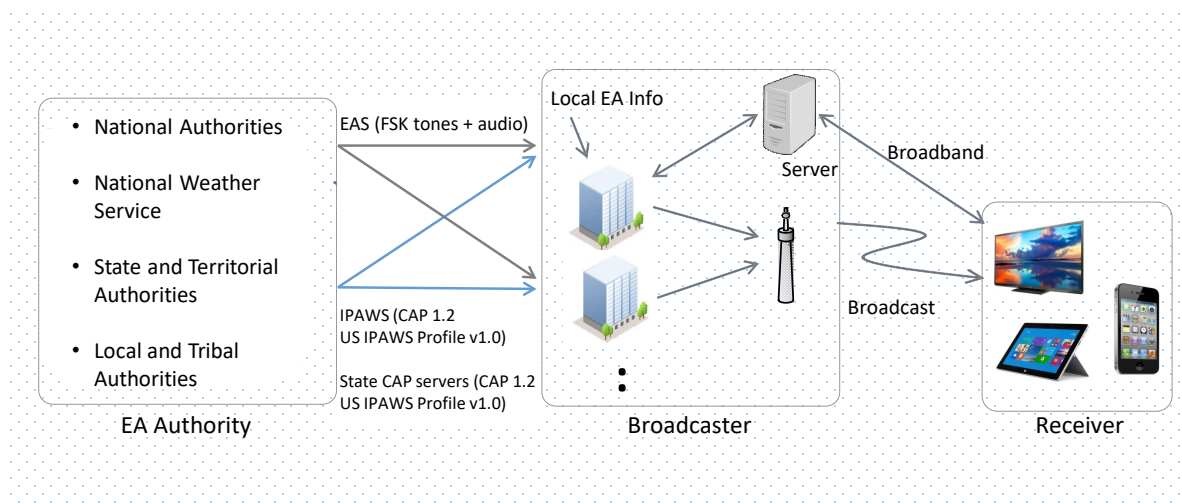 • National Authorities
• National Weather
Service
• State and Territorial
Authorities
• Local and Tribal
Authorities
EA Authority
EAS (FSK tones + audio)
IPAWS (CAP 1.2
US IPAWS Profile v1.0)
State CAP servers (CAP 1.2
US IPAWS Profile v1.0)
Local EA Info
Server
Broadcaster
Broadband
Broadcast
Receiver